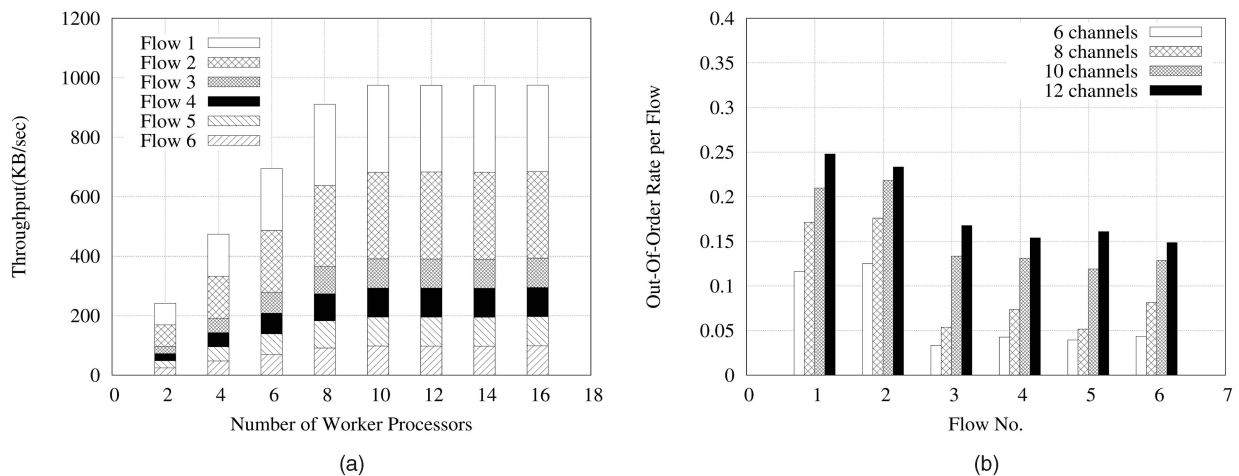 1200
1000
800
600
400
200
0
Throughput(KB/sec)
Flow 1
Flow 2
Flow 3
Flow 4
Flow 5
Flow 6
0 2 4 6 8 10 12 14 16 18
Number of Worker Processors
(a)
0.4
0.35
0.3
0.25
0.2
0.15
0.1
0.05
0
Out-Of-Order Rate per Flow
6 channels
8 channels
10 channels
12 channels
0 1 2 3 4 5 6 7
Flow No.
(b)